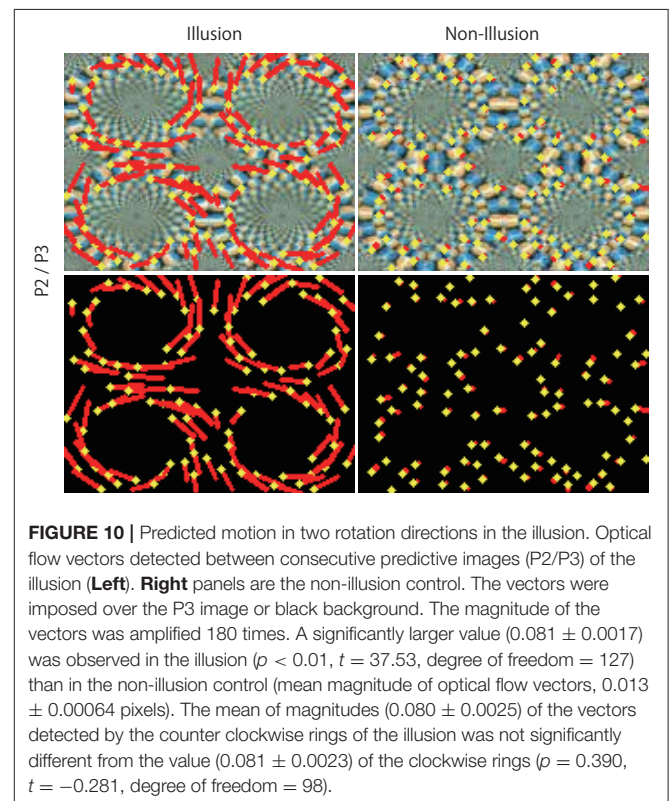 Illusion
Non-Illusion
P2 / P3
FIGURE 10 | Predicted motion in two rotation directions in the illusion. Optical
flow vectors detected between consecutive predictive images (P2/P3) of the
illusion (Left). Right panels are the non-illusion control. The vectors were
imposed over the P3 image or black background. The magnitude of the
vectors was amplified 180 times. A significantly larger value (0.081 ± 0.0017)
was observed in the illusion (p < 0.01, t = 37.53, degree of freedom = 127)
than in the non-illusion control (mean magnitude of optical flow vectors, 0.013
± 0.00064 pixels). The mean of magnitudes (0.080 ± 0.0025) of the vectors
detected by the counter clockwise rings of the illusion was not significantly
different from the value (0.081 ± 0.0023) of the clockwise rings (p = 0.390,
t = −0.281, degree of freedom = 98).